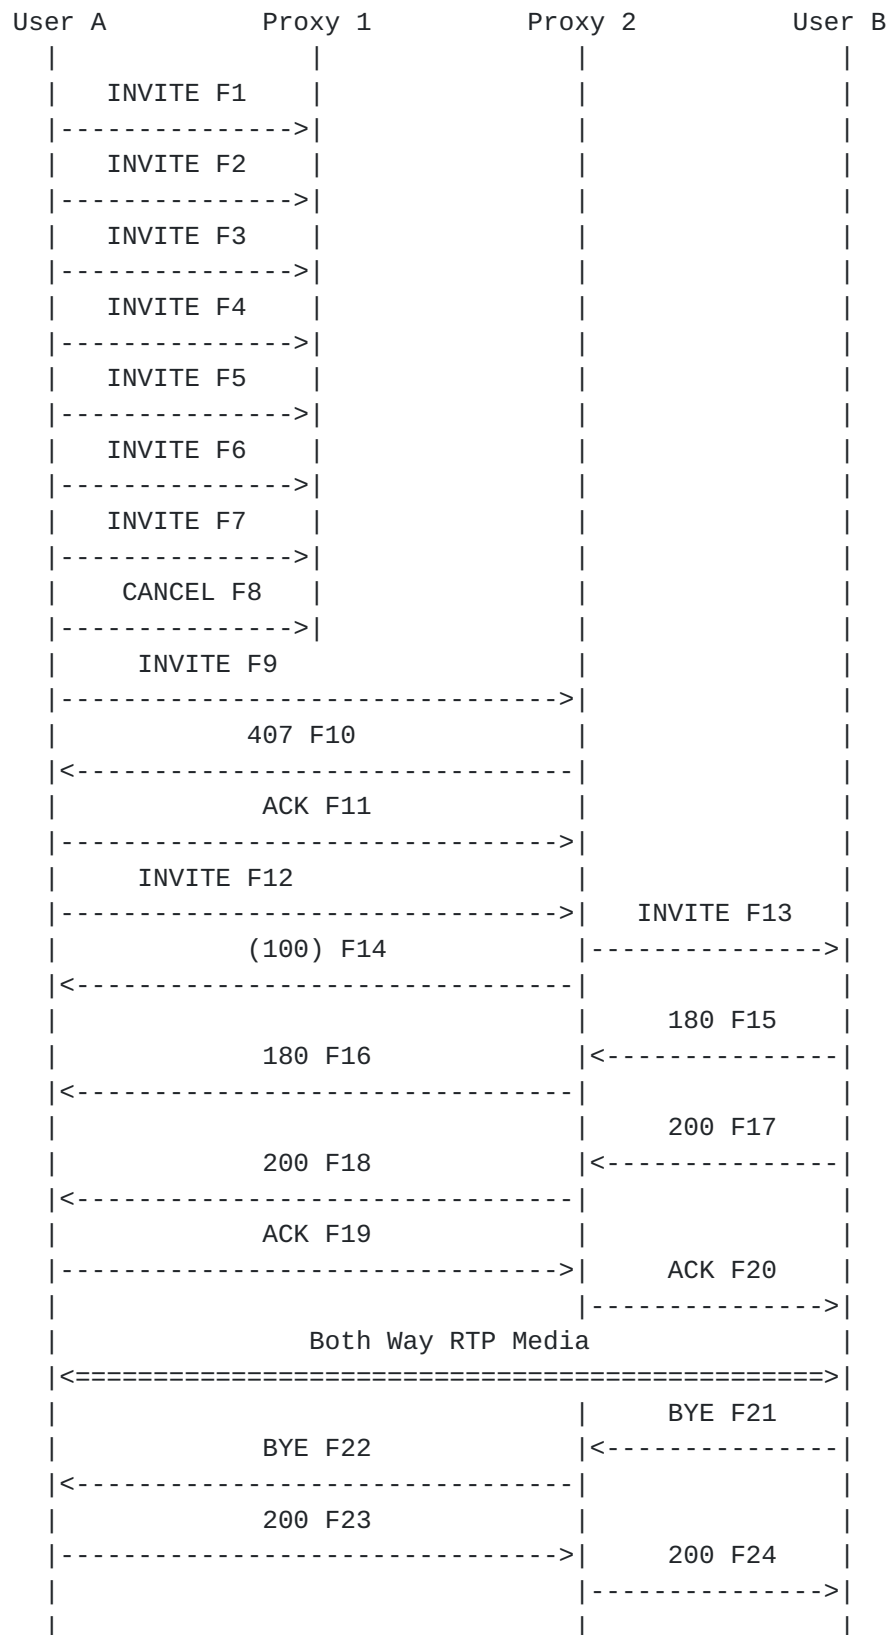 User A Proxy 1 Proxy 2 User B
INVITE F1
INVITE F2
INVITE F3
INVITE F4
INVITE F5
INVITE F6
INVITE F7
CANCEL F8
INVITE F9
407 F10
ACK F11
INVITE F12
INVITE F13
(100) F14
180 F15
180 F16
200 F17
200 F18
ACK F19
ACK F20
Both Way RTP Media
BYE F21
BYE F22
200 F23
200 F24